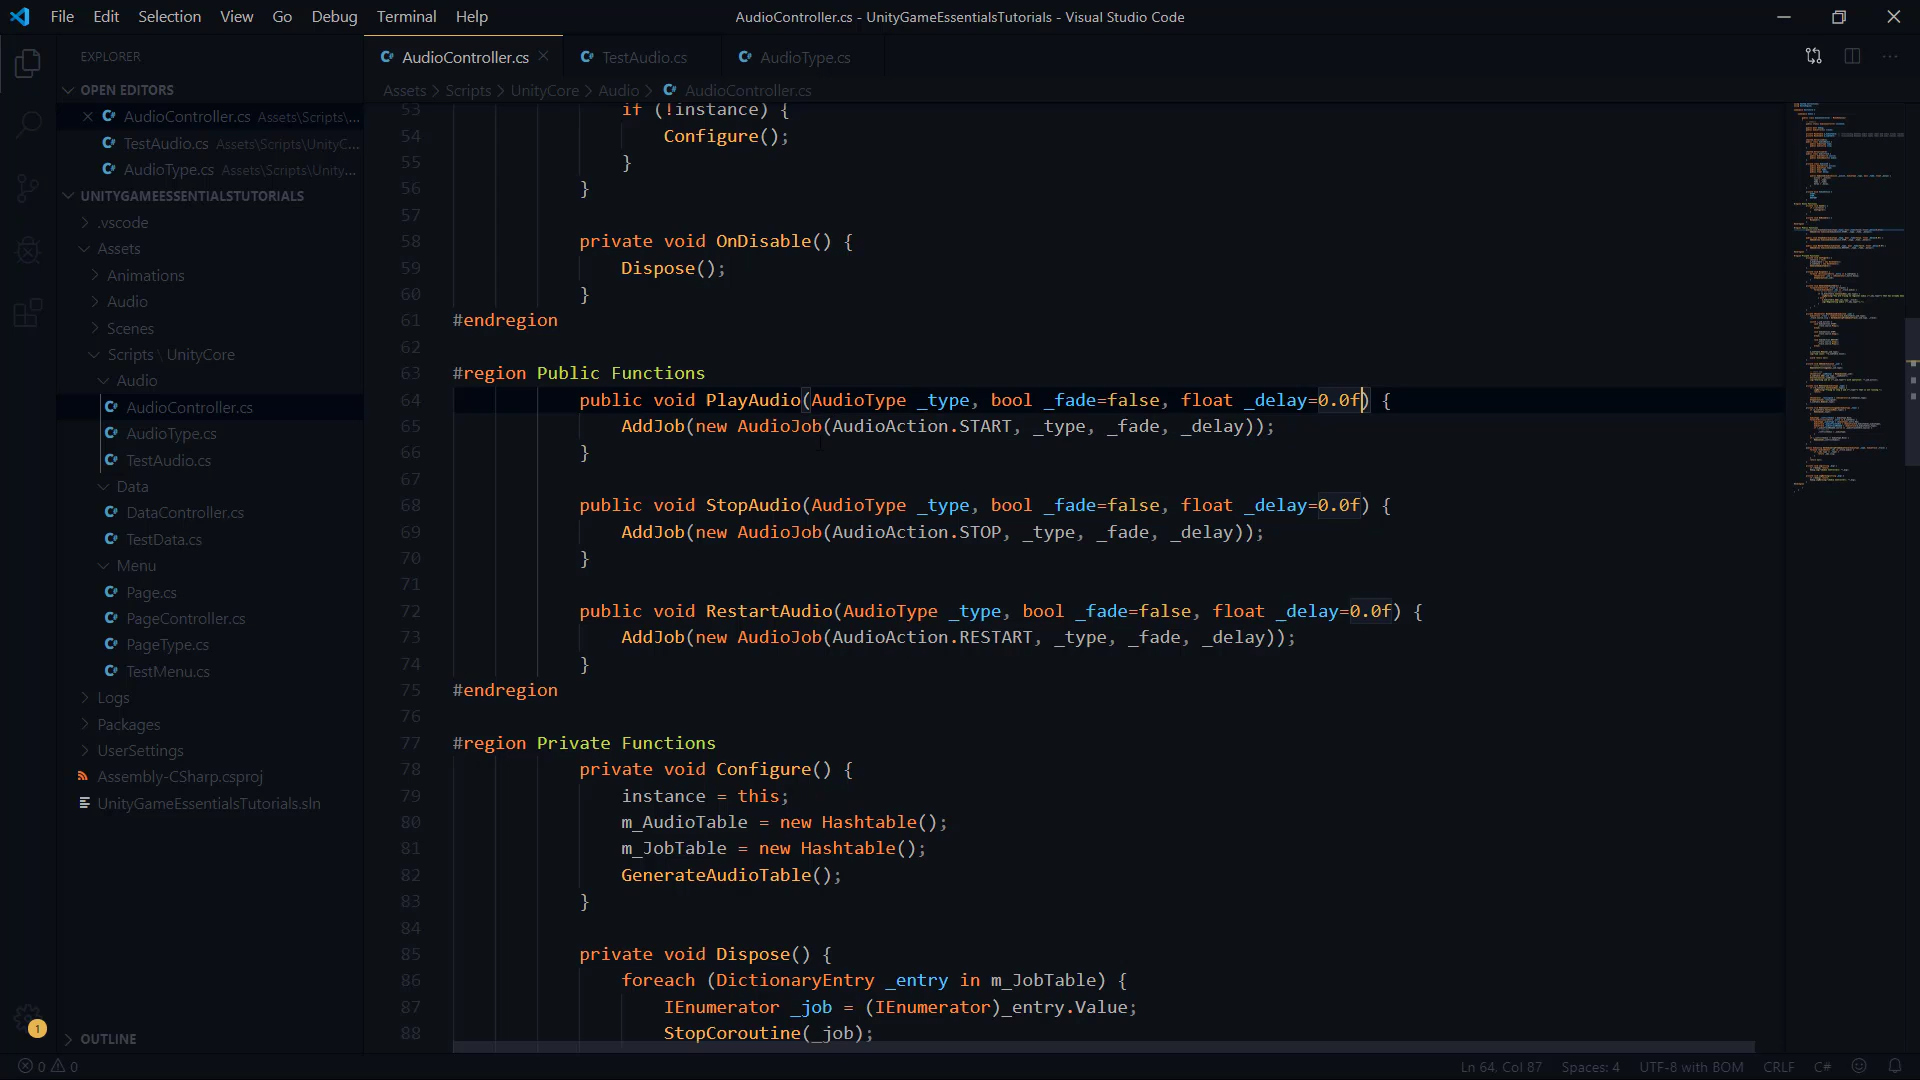 File Edit Selection View Go Debug Terminal Help
AudioController.cs - UnityGameEssentialsTutorials - Visual Studio Code
EXPLORER
OPEN EDITORS
AudioController.cs Assets\Scripts\...
TestAudio.cs Assets\Scripts\UnityC...
AudioType.cs Assets\Scripts\Unity...
UNITYGAMEESSENTIALSTUTORIALS
.vscode
Assets
Animations
Audio
Scenes
Scripts \ UnityCore
Audio
AudioController.cs
AudioType.cs
TestAudio.cs
Data
DataController.cs
TestData.cs
Menu
Page.cs
PageController.cs
PageType.cs
TestMenu.cs
Logs
Packages
UserSettings
Assembly-CSharp.csproj
UnityGameEssentialsTutorials.sln
OUTLINE
1
AudioController.cs TestAudio.cs AudioType.cs
Assets > Scripts > UnityCore > Audio > AudioController.cs
53 if (!instance) {
54 Configure();
55 }
56 }
57
58 private void OnDisable() {
59 Dispose();
60 }
61 #endregion
62
63 #region Public Functions
64 public void PlayAudio(AudioType _type, bool _fade=false, float _delay=0.0f) {
65 AddJob(new AudioJob(AudioAction.START, _type, _fade, _delay));
66 }
67
68 public void StopAudio(AudioType _type, bool _fade=false, float _delay=0.0f) {
69 AddJob(new AudioJob(AudioAction.STOP, _type, _fade, _delay));
70 }
71
72 public void RestartAudio(AudioType _type, bool _fade=false, float _delay=0.0f) {
73 AddJob(new AudioJob(AudioAction.RESTART, _type, _fade, _delay));
74 }
75 #endregion
76
77 #region Private Functions
78 private void Configure() {
79 instance = this;
80 m_AudioTable = new Hashtable();
81 m_JobTable = new Hashtable();
82 GenerateAudioTable();
83 }
84
85 private void Dispose() {
86 foreach (DictionaryEntry _entry in m_JobTable) {
87 IEnumerator _job = (IEnumerator)_entry.Value;
88 StopCoroutine(_job);
0 0 Ln 64, Col 87 Spaces: 4 UTF-8 with BOM CRLF C#